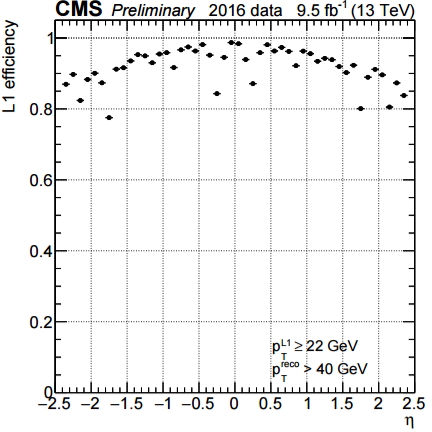 CMS Preliminary 2016 data 9.5 fb⁻¹ (13 TeV)
L1 efficiency
1
0.8
0.6
0.4
0.2
0
p_T^L1 ≥ 22 GeV
p_T^reco > 40 GeV
−2.5 −2 −1.5 −1 −0.5 0 0.5 1 1.5 2 2.5
η